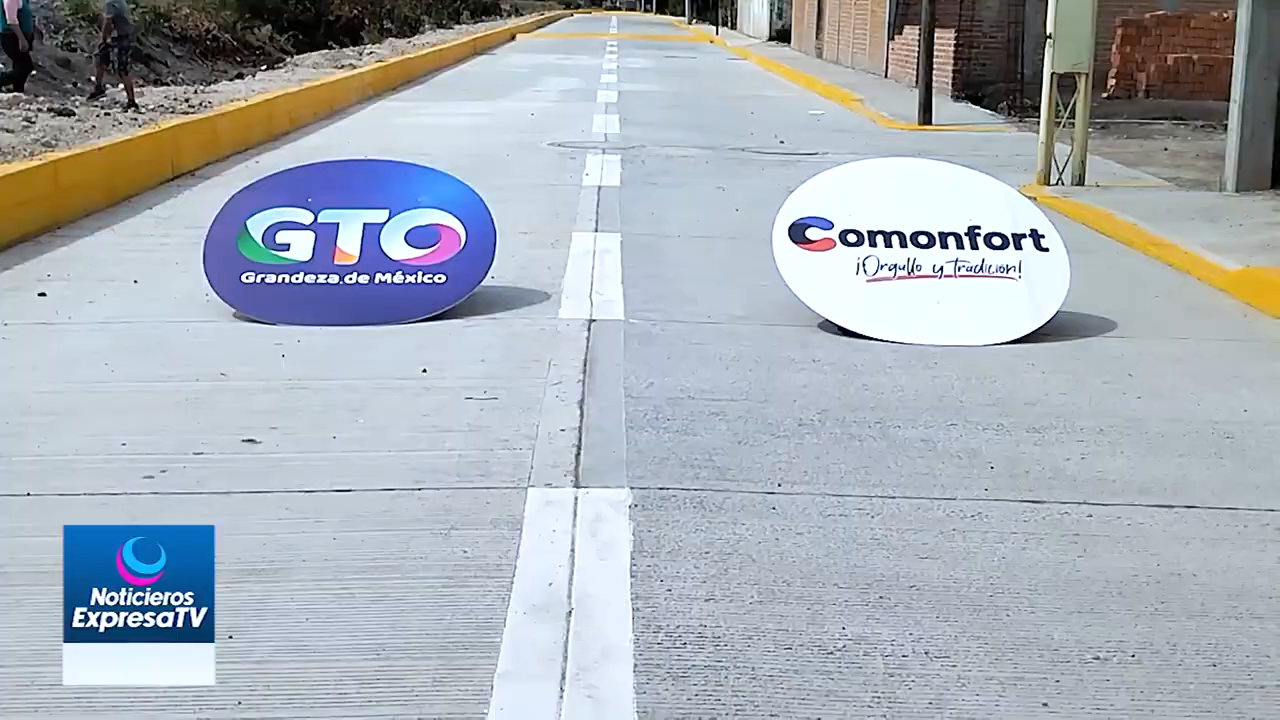 GTO
Grandeza de México
Comonfort
¡Orgullo y tradición!
Noticieros
ExpresaTV